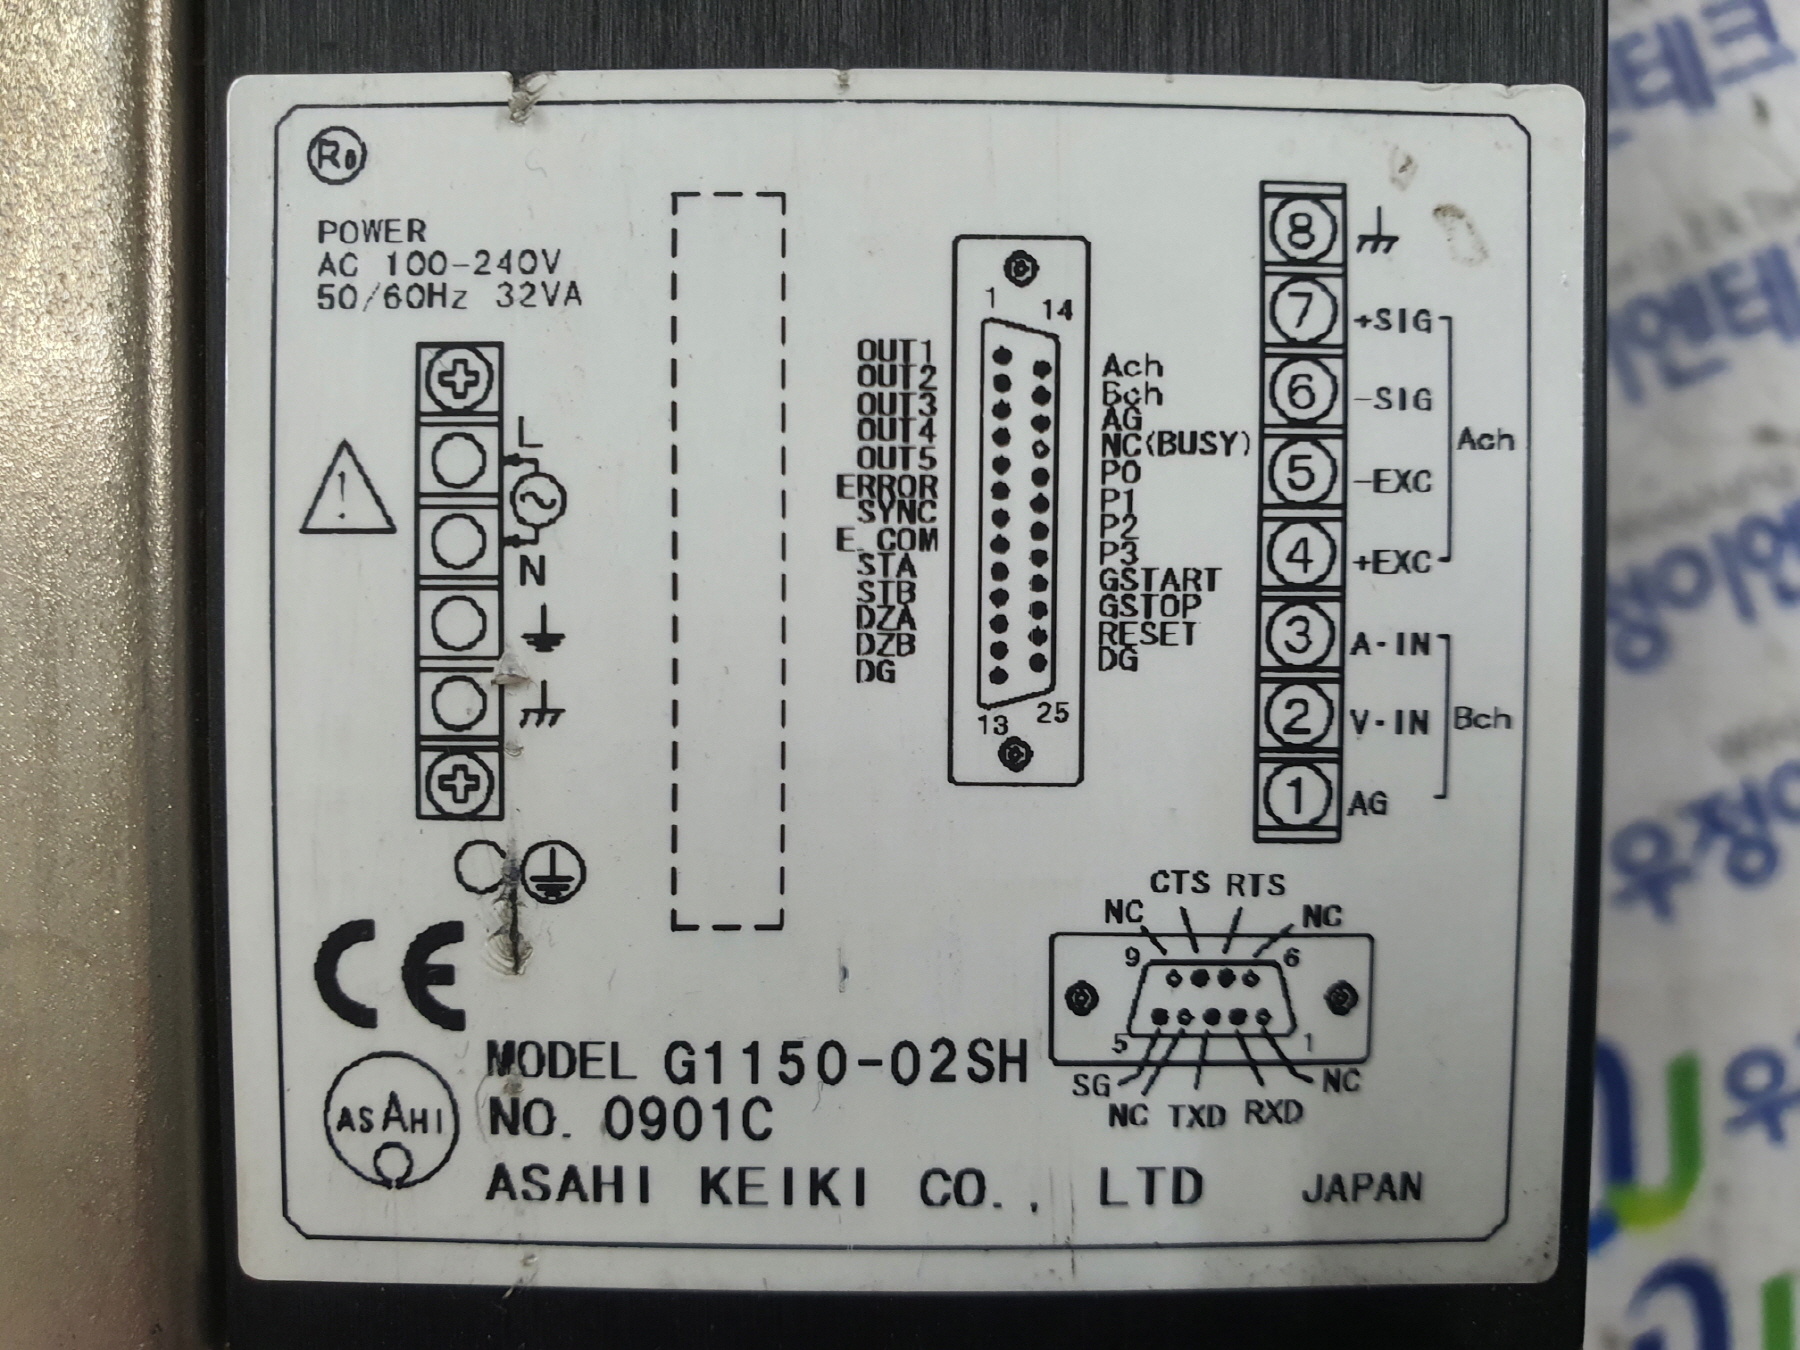 R
POWER
AC 100-240V
50/60Hz 32VA
L
N
1
14
OUT1
OUT2
OUT3
OUT4
OUT5
ERROR
SYNC
E.COM
STA
STB
DZA
DZB
DG
Ach
Bch
AG
NC(BUSY)
P0
P1
P2
P3
GSTART
GSTOP
RESET
DG
13
25
8
7 +SIG
6 -SIG
5 -EXC
4 +EXC
Ach
3 A-IN
2 V-IN
1 AG
Bch
CTS RTS
NC NC
9 6
5 1
SG NC
NC TXD RXD
CE
ASAHI
MODEL G1150-02SH
NO. 0901C
ASAHI KEIKI CO., LTD JAPAN